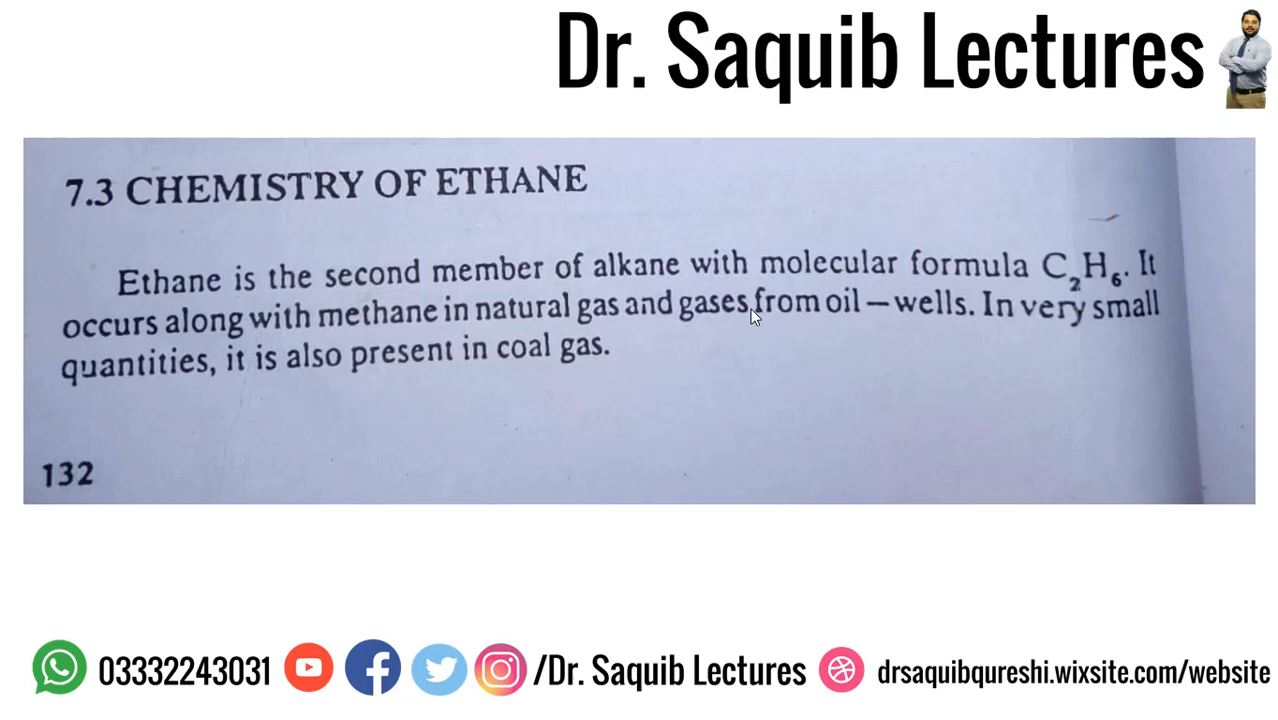 Dr. Saquib Lectures
7.3 CHEMISTRY OF ETHANE
Ethane is the second member of alkane with molecular formula C₂H₆. It
occurs along with methane in natural gas and gases from oil – wells. In very small
quantities, it is also present in coal gas.
132
03332243031 /Dr. Saquib Lectures drsaquibqureshi.wixsite.com/website